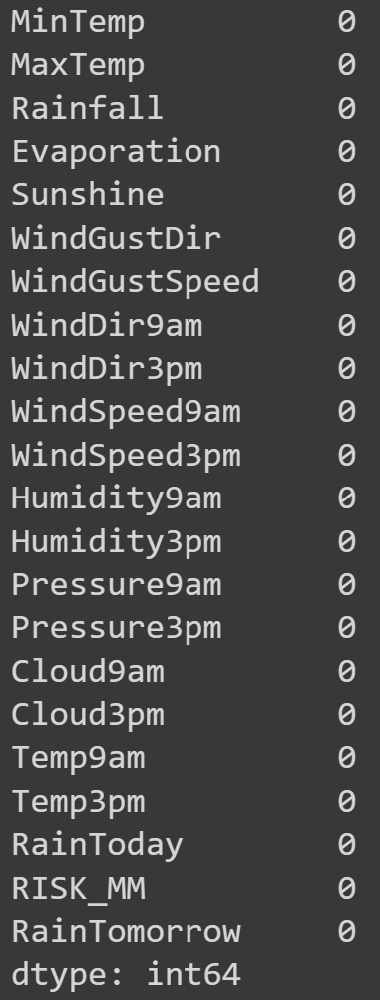 MinTemp 0
MaxTemp 0
Rainfall 0
Evaporation 0
Sunshine 0
WindGustDir 0
WindGustSpeed 0
WindDir9am 0
WindDir3pm 0
WindSpeed9am 0
WindSpeed3pm 0
Humidity9am 0
Humidity3pm 0
Pressure9am 0
Pressure3pm 0
Cloud9am 0
Cloud3pm 0
Temp9am 0
Temp3pm 0
RainToday 0
RISK_MM 0
RainTomorrow 0
dtype: int64